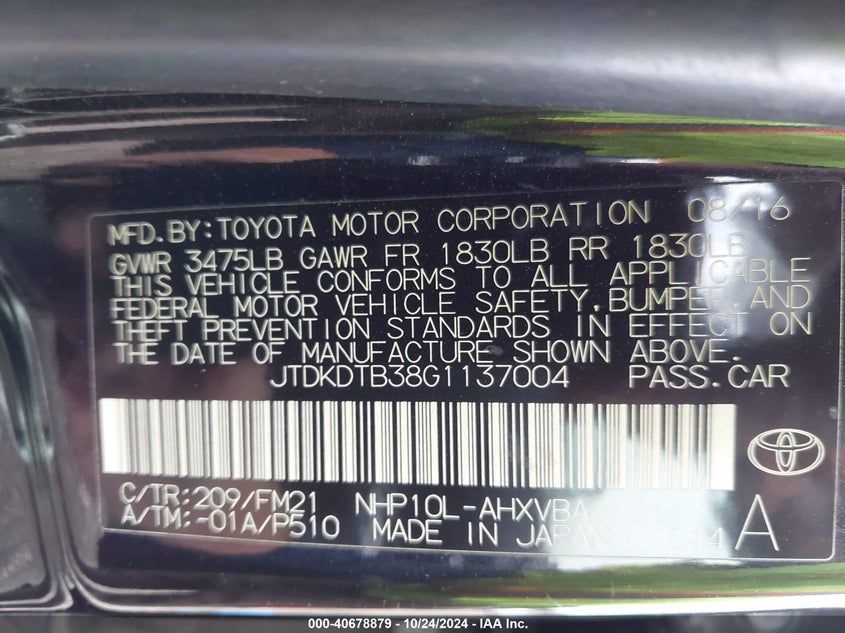 MFD.BY:TOYOTA MOTOR CORPORATION 08/16
GVWR 3475LB GAWR FR 1830LB RR 1830LB
THIS VEHICLE CONFORMS TO ALL APPLICABLE
FEDERAL MOTOR VEHICLE SAFETY,BUMPER,AND
THEFT PREVENTION STANDARDS IN EFFECT ON
THE DATE OF MANUFACTURE SHOWN ABOVE.
JTDKDTB38G1137004 PASS.CAR
C/TR:209/FM21 NHP10L-AHXVBA
A/TM:-01A/P510 MADE IN JAPAN 014 A
000-40678879 / 10/24/2024 - IAA Inc.